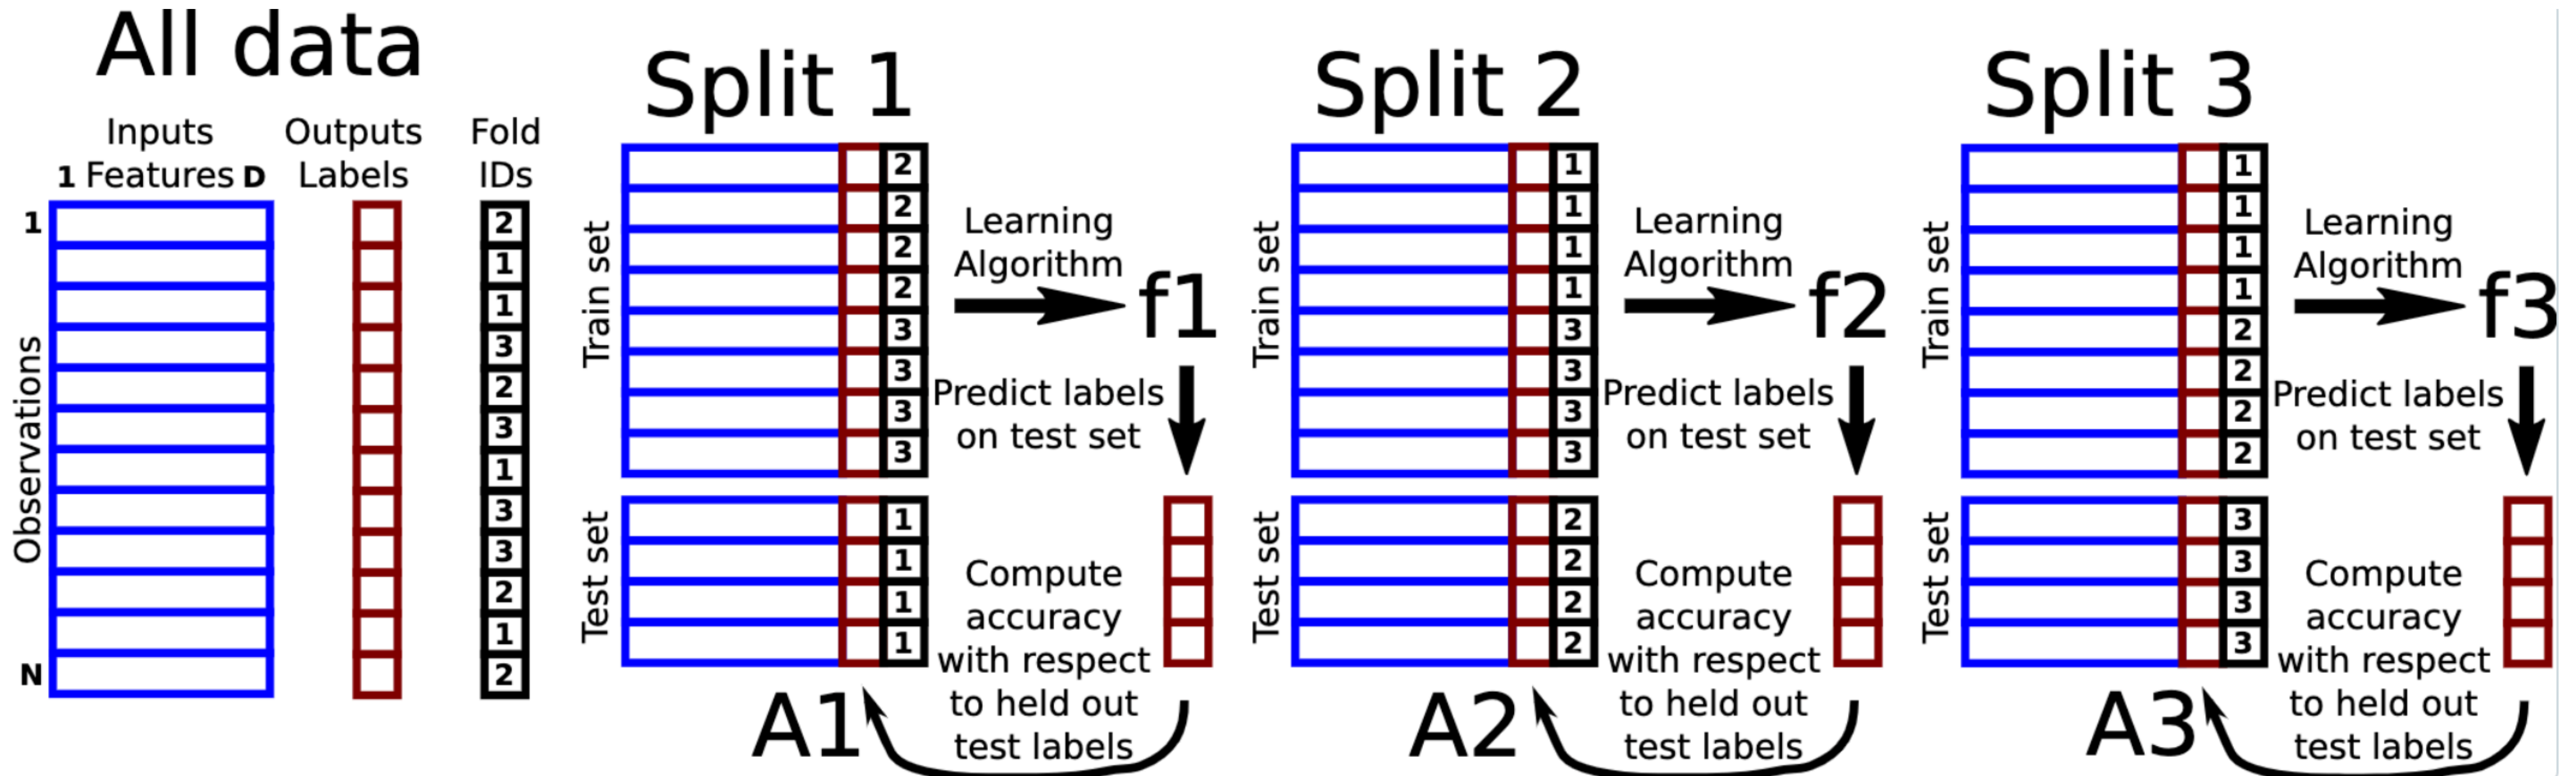 All data
Inputs
1 Features D
Outputs
Labels
Fold
IDs
Observations
1
N
2
1
1
3
2
3
1
3
3
2
1
2
Split 1
Train set
2
2
2
2
3
3
3
3
Learning
Algorithm
f1
Predict labels
on test set
Test set
1
1
1
1
Compute
accuracy
with respect
to held out
test labels
A1
Split 2
Train set
1
1
1
1
3
3
3
3
Learning
Algorithm
f2
Predict labels
on test set
Test set
2
2
2
2
Compute
accuracy
with respect
to held out
test labels
A2
Split 3
Train set
1
1
1
1
2
2
2
2
Learning
Algorithm
f3
Predict labels
on test set
Test set
3
3
3
3
Compute
accuracy
with respect
to held out
test labels
A3